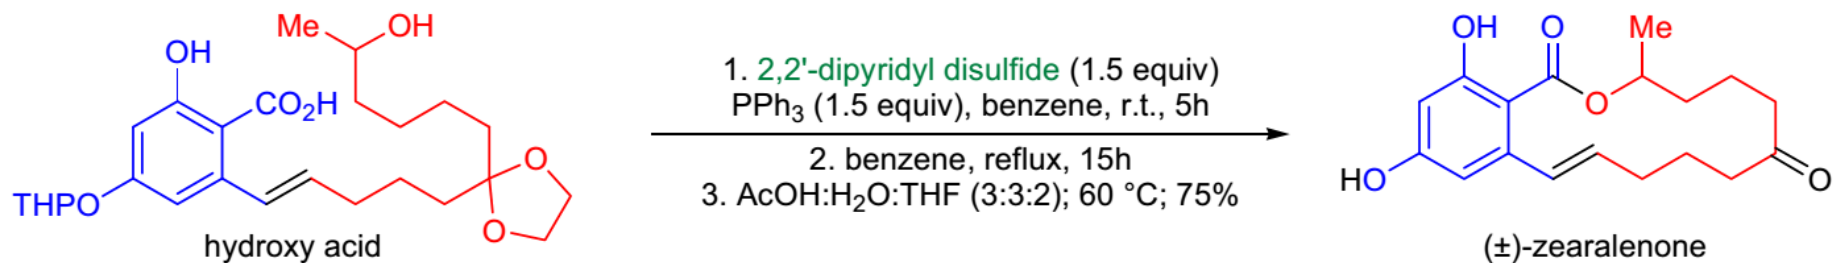 Me OH
OH
CO₂H
O
THPO
O
hydroxy acid
1. 2,2'-dipyridyl disulfide (1.5 equiv)
PPh₃ (1.5 equiv), benzene, r.t., 5h
2. benzene, reflux, 15h
3. AcOH:H₂O:THF (3:3:2); 60 °C; 75%
OH O Me
O
HO
O
(±)-zearalenone